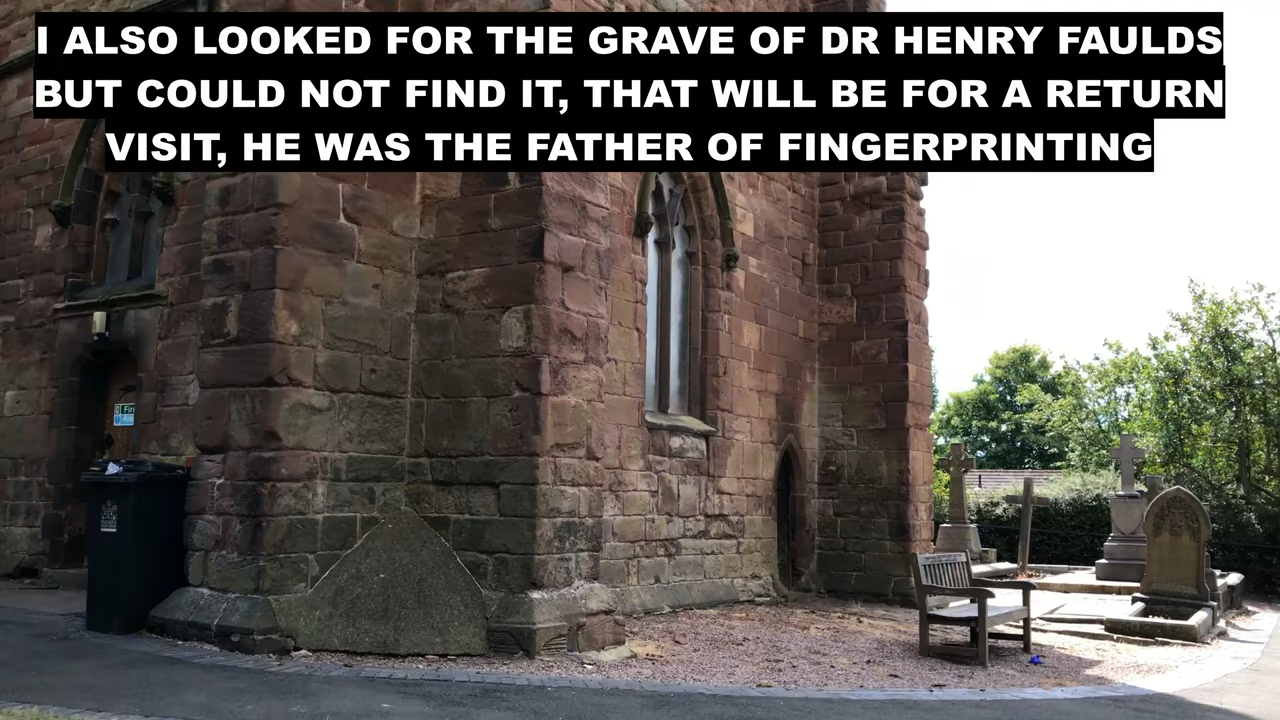 I ALSO LOOKED FOR THE GRAVE OF DR HENRY FAULDS
BUT COULD NOT FIND IT, THAT WILL BE FOR A RETURN
VISIT, HE WAS THE FATHER OF FINGERPRINTING
Fir